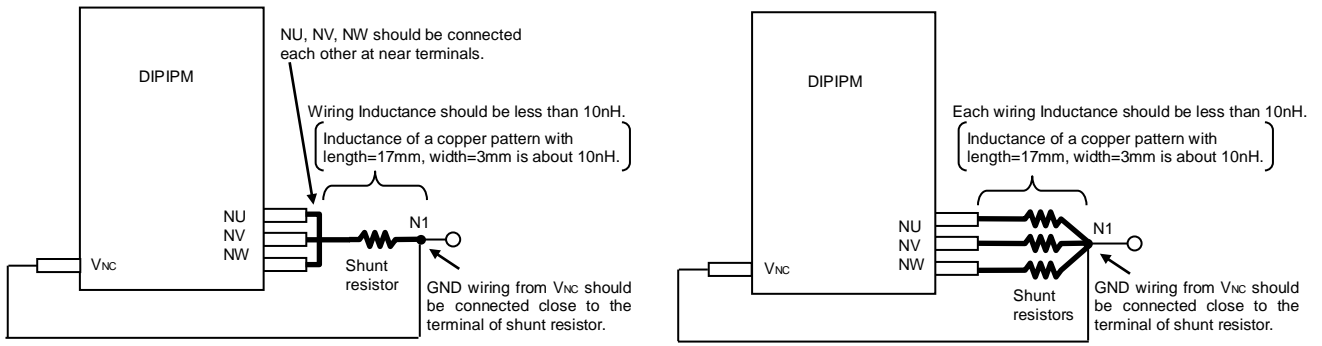 NU, NV, NW should be connected
each other at near terminals.
DIPIPM
Wiring Inductance should be less than 10nH.
Inductance of a copper pattern with
length=17mm, width=3mm is about 10nH.
NU
NV
NW
N1
VNC
Shunt
resistor
GND wiring from VNC should
be connected close to the
terminal of shunt resistor.
DIPIPM
Each wiring Inductance should be less than 10nH.
Inductance of a copper pattern with
length=17mm, width=3mm is about 10nH.
NU
NV
NW
N1
VNC
Shunt
resistors
GND wiring from VNC should
be connected close to the
terminal of shunt resistor.